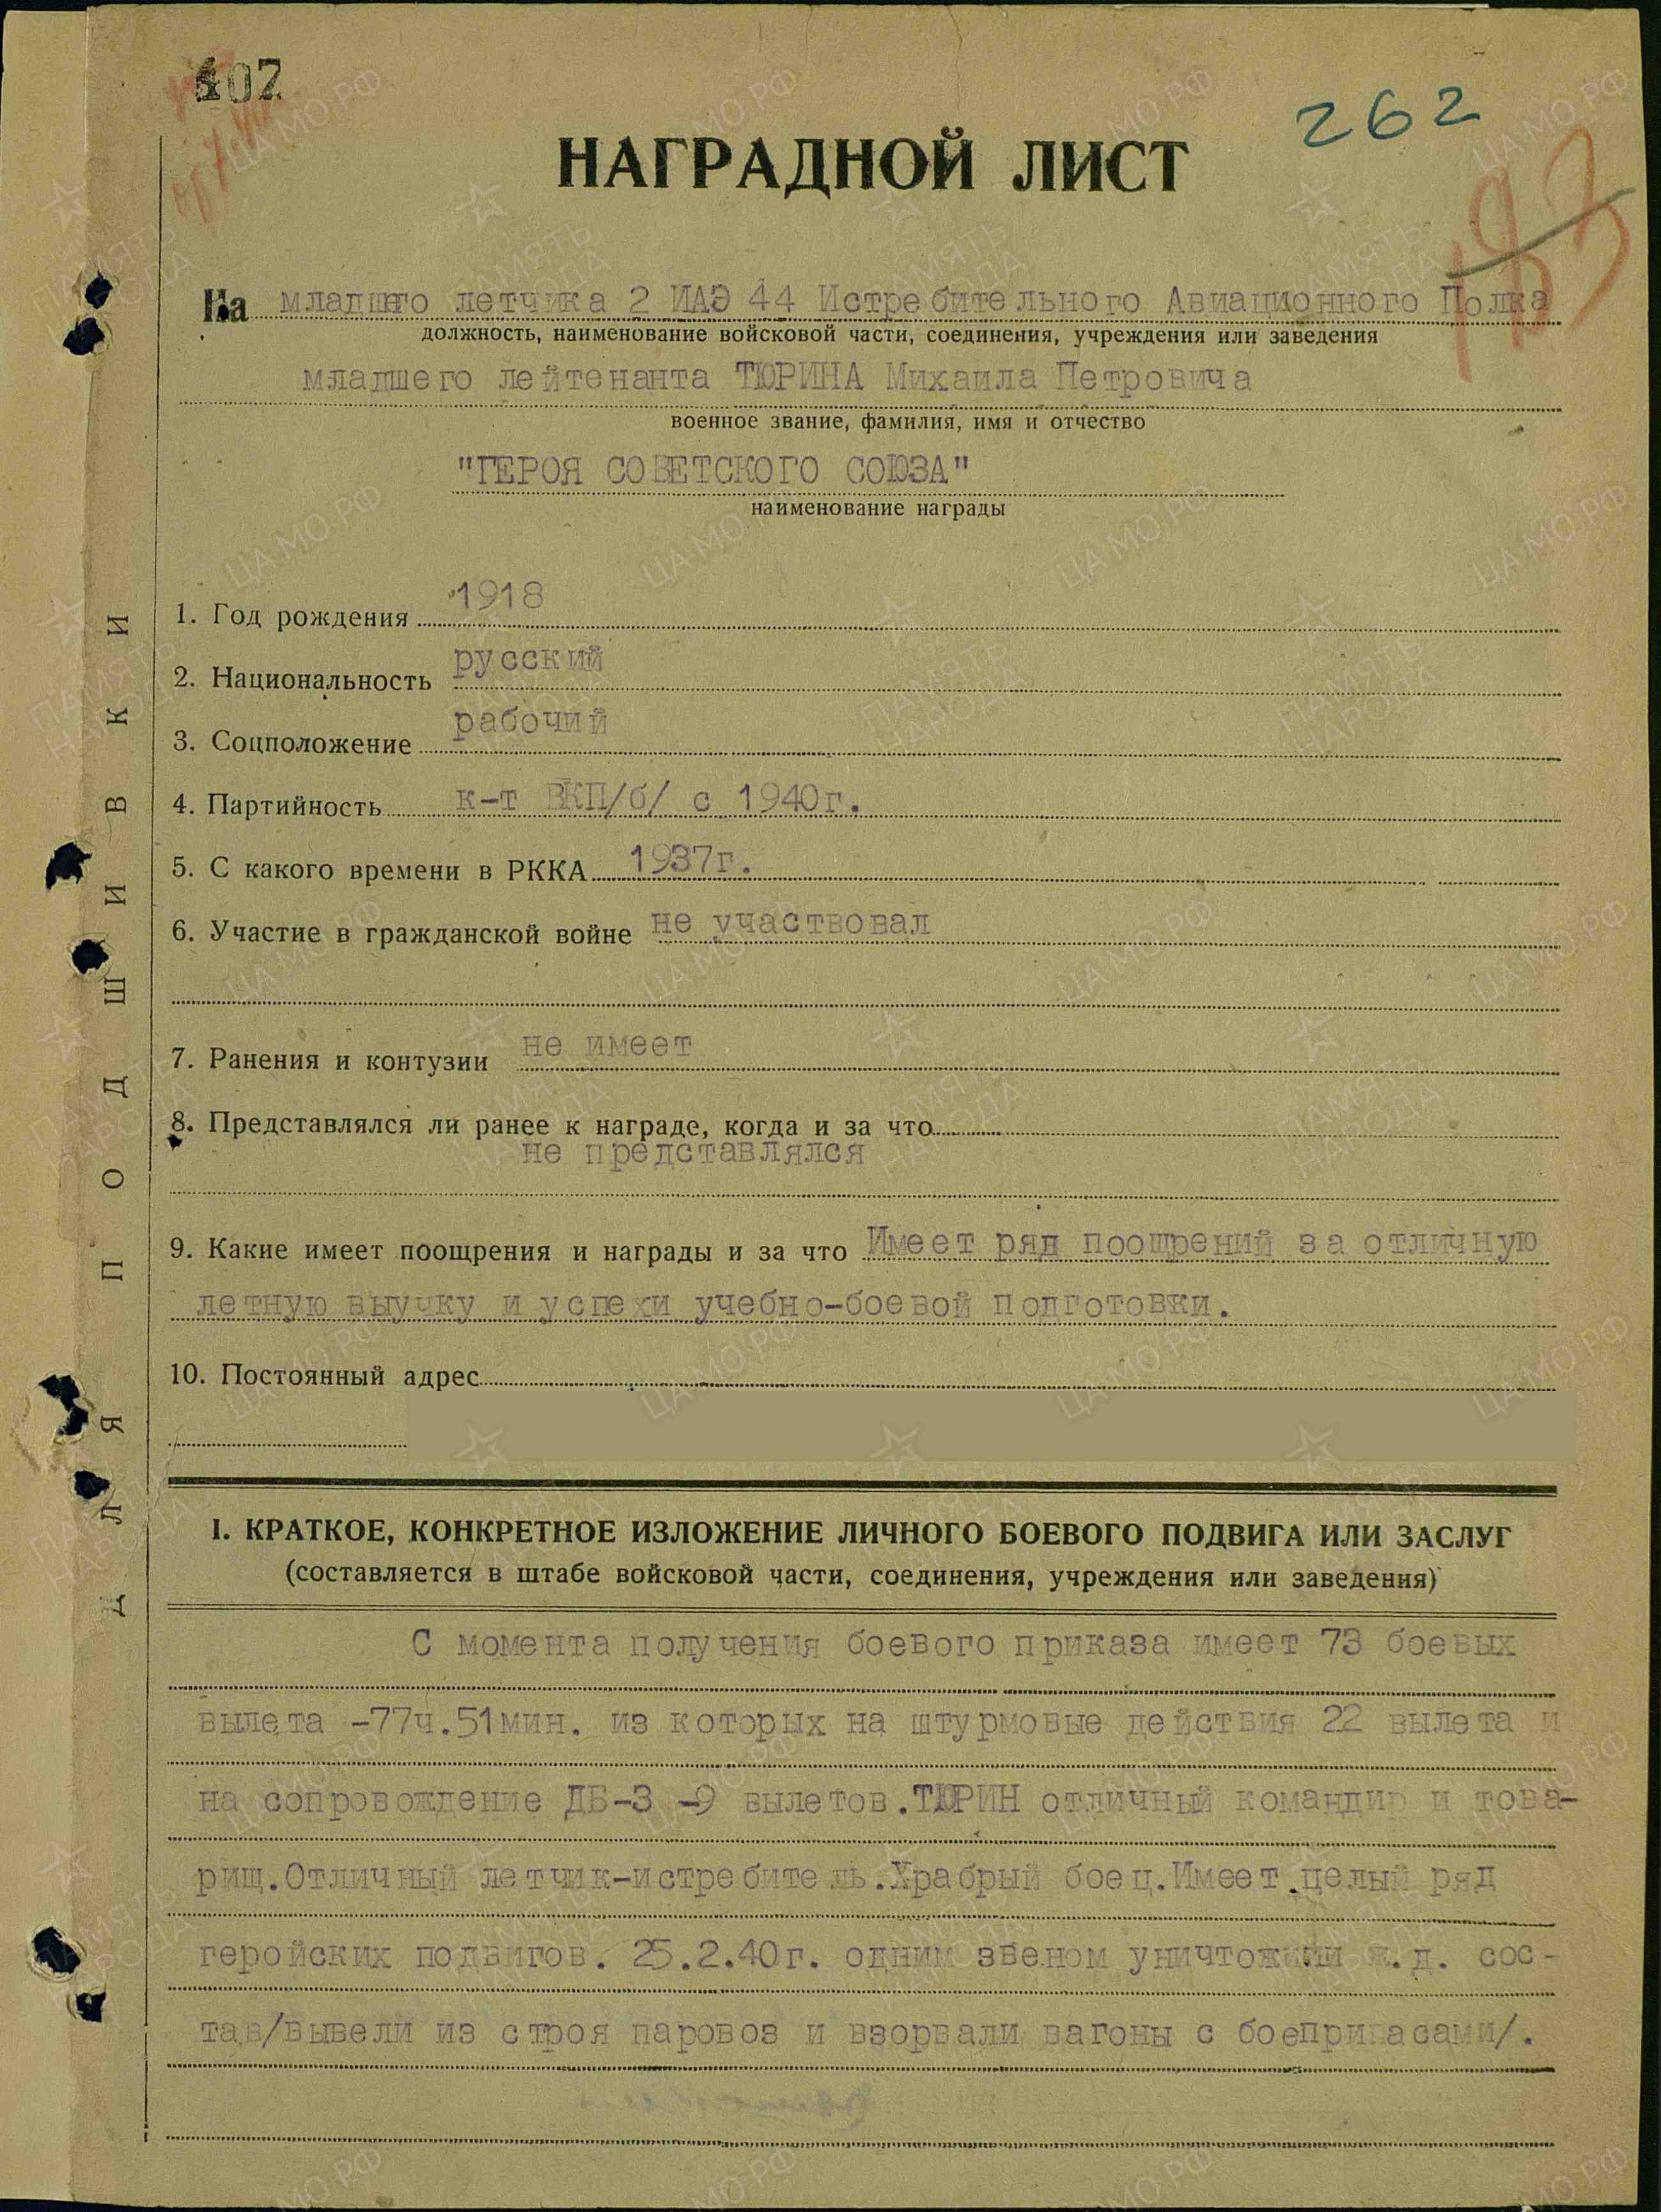 107
262
183
НАГРАДНОЙ ЛИСТ
На младшго летчика 2 ИАЭ 44 Истребительного Авиационного Полка
должность, наименование войсковой части, соединения, учреждения или заведения
младшего лейтенанта ТЮРИНА Михаила Петровича
военное звание, фамилия, имя и отчество
"ГЕРОЯ СОВЕТСКОГО СОЮЗА"
наименование награды
1. Год рождения 1918
2. Национальность русский
3. Соцположение рабочий
4. Партийность к-т ВКП/б/ с 1940г.
5. С какого времени в РККА 1937г.
6. Участие в гражданской войне не участвовал
7. Ранения и контузии не имеет
8. Представлялся ли ранее к награде, когда и за что
не представлялся
9. Какие имеет поощрения и награды и за что Имеет ряд поощрений за отличную
летную выучку и успехи учебно-боевой подготовки.
10. Постоянный адрес
I. КРАТКОЕ, КОНКРЕТНОЕ ИЗЛОЖЕНИЕ ЛИЧНОГО БОЕВОГО ПОДВИГА ИЛИ ЗАСЛУГ
(составляется в штабе войсковой части, соединения, учреждения или заведения)
С момента получения боевого приказа имеет 73 боевых
вылета -77ч.51мин. из которых на штурмовые действия 22 вылета и
на сопровождение ДБ-3 -9 вылетов.ТЮРИН отличный командир и това-
рищ.Отличный летчик-истребитель.Храбрый боец.Имеет целый ряд
геройских подвигов. 25.2.40г. одним звеном уничтожили ж.д. сос-
тав/вывели из строя паровоз и взорвали вагоны с боеприпасами/.
ДЛЯ ПОДШИВКИ
ПАМЯТЬ НАРОДА
ЦА МО РФ